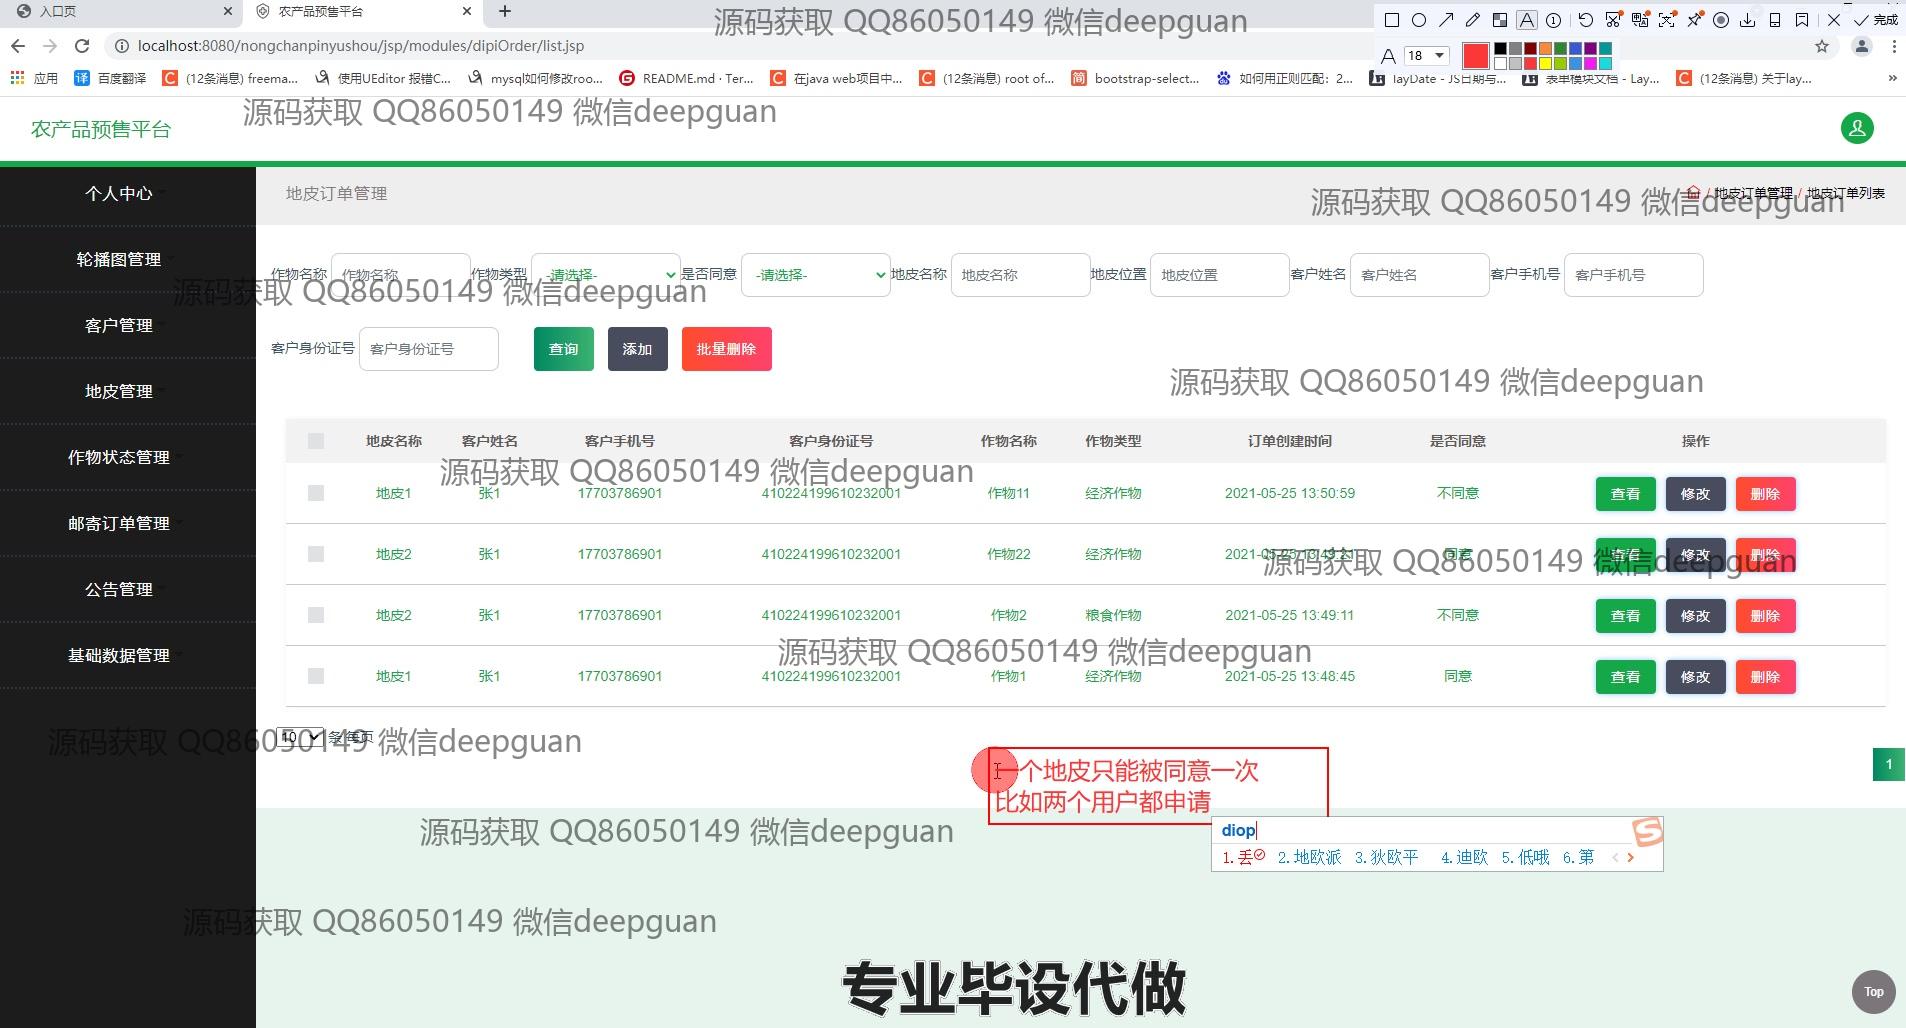 入口页
农产品预售平台
源码获取 QQ86050149 微信deepguan
完成
localhost:8080/nongchanpinyushou/jsp/modules/dipiOrder/list.jsp
A 18
应用
百度翻译
(12条消息) freema...
使用UEditor 报错C...
mysql如何修改roo...
README.md · Ter...
在java web项目中...
(12条消息) root of...
bootstrap-select...
如何用正则匹配：2...
layDate - JS日期与...
表单模块文档 - Lay...
(12条消息) 关于lay...
源码获取 QQ86050149 微信deepguan
农产品预售平台
个人中心
地皮订单管理
/ 地皮订单管理 / 地皮订单列表
源码获取 QQ86050149 微信deepguan
轮播图管理
作物名称 作物名称 作物类型 -请选择- 是否同意 -请选择- 地皮名称 地皮名称 地皮位置 地皮位置 客户姓名 客户姓名 客户手机号 客户手机号
源码获取 QQ86050149 微信deepguan
客户管理
客户身份证号 客户身份证号 查询 添加 批量删除
地皮管理
源码获取 QQ86050149 微信deepguan
地皮名称 客户姓名 客户手机号 客户身份证号 作物名称 作物类型 订单创建时间 是否同意 操作
作物状态管理
源码获取 QQ86050149 微信deepguan
地皮1 张1 17703786901 410224199610232001 作物11 经济作物 2021-05-25 13:50:59 不同意 查看 修改 删除
邮寄订单管理
地皮2 张1 17703786901 410224199610232001 作物22 经济作物 2021-05-25 同意 查看 修改 删除
源码获取 QQ86050149 微信deepguan
公告管理
地皮2 张1 17703786901 410224199610232001 作物2 粮食作物 2021-05-25 13:49:11 不同意 查看 修改 删除
基础数据管理
源码获取 QQ86050149 微信deepguan
地皮1 张1 17703786901 410224199610232001 作物1 经济作物 2021-05-25 13:48:45 同意 查看 修改 删除
10 条 每页
源码获取 QQ86050149 微信deepguan
1
一个地皮只能被同意一次
比如两个用户都申请
diop
1.丢 2.地欧派 3.狄欧平 4.迪欧 5.低哦 6.第
源码获取 QQ86050149 微信deepguan
源码获取 QQ86050149 微信deepguan
专业毕设代做
Top